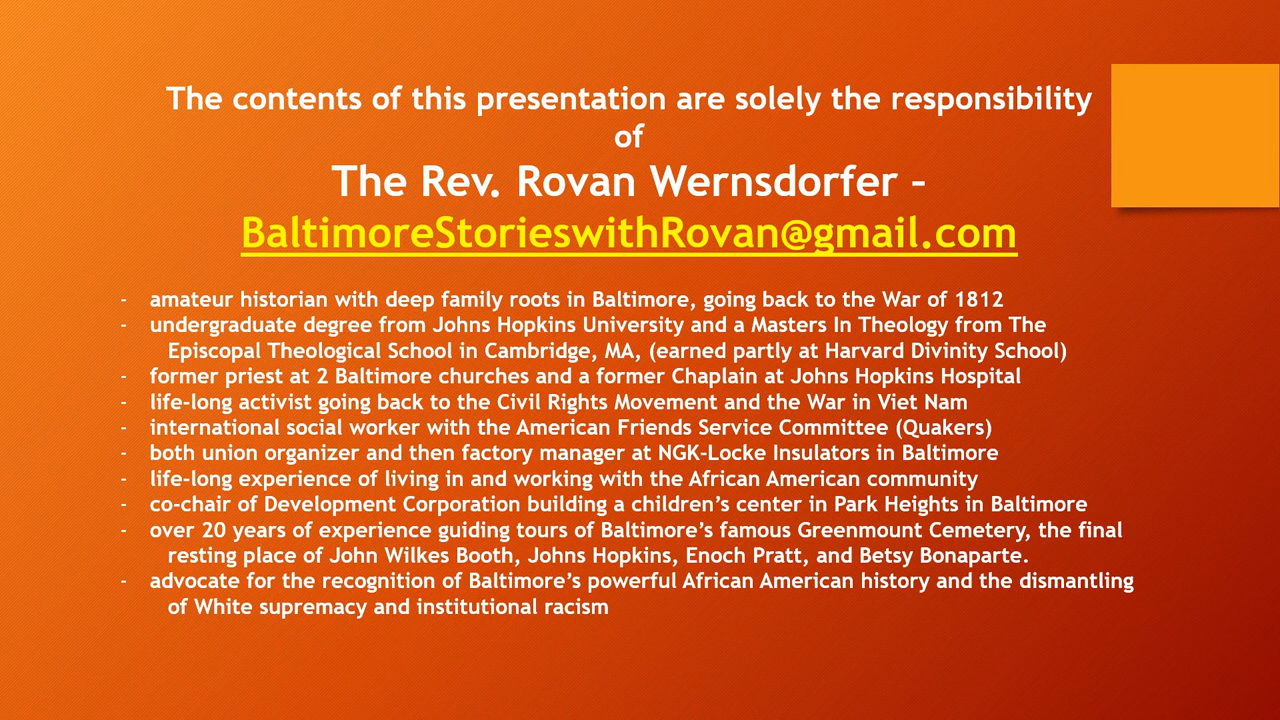 The contents of this presentation are solely the responsibility
of
The Rev. Rovan Wernsdorfer –
BaltimoreStorieswithRovan@gmail.com
- amateur historian with deep family roots in Baltimore, going back to the War of 1812
- undergraduate degree from Johns Hopkins University and a Masters In Theology from The
Episcopal Theological School in Cambridge, MA, (earned partly at Harvard Divinity School)
- former priest at 2 Baltimore churches and a former Chaplain at Johns Hopkins Hospital
- life-long activist going back to the Civil Rights Movement and the War in Viet Nam
- international social worker with the American Friends Service Committee (Quakers)
- both union organizer and then factory manager at NGK-Locke Insulators in Baltimore
- life-long experience of living in and working with the African American community
- co-chair of Development Corporation building a children’s center in Park Heights in Baltimore
- over 20 years of experience guiding tours of Baltimore’s famous Greenmount Cemetery, the final
resting place of John Wilkes Booth, Johns Hopkins, Enoch Pratt, and Betsy Bonaparte.
- advocate for the recognition of Baltimore’s powerful African American history and the dismantling
of White supremacy and institutional racism